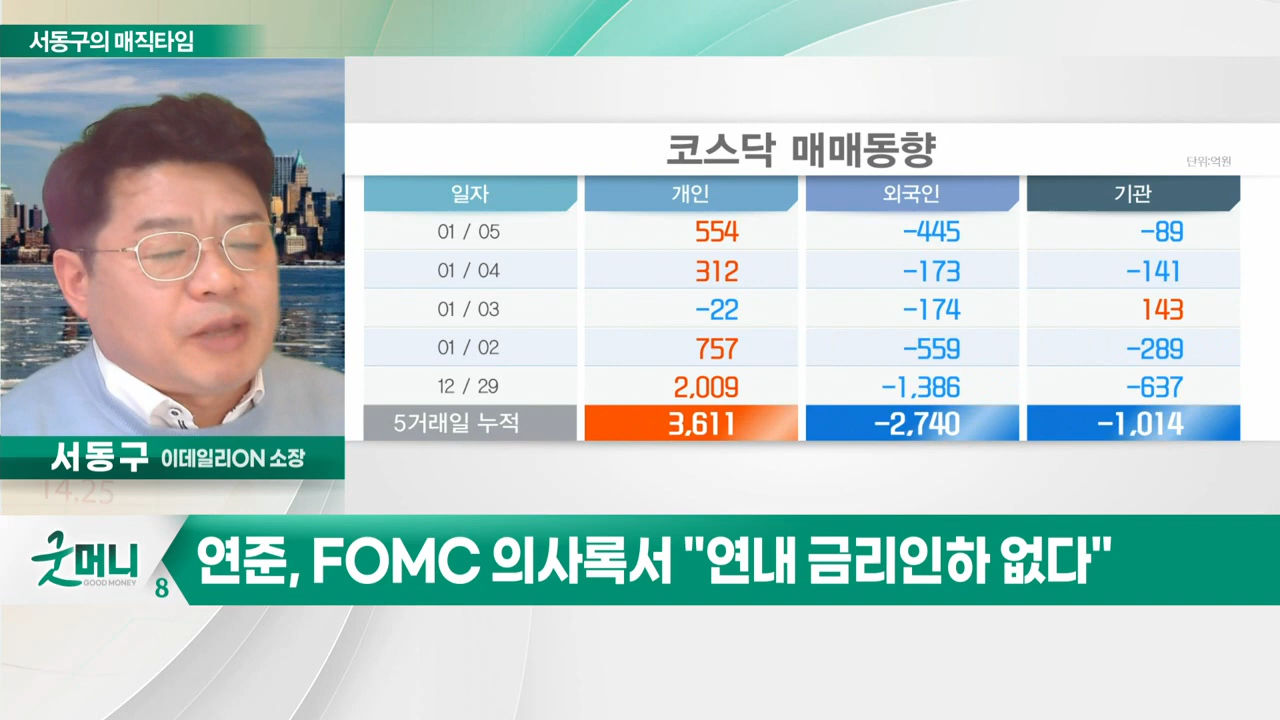 서동구의 매직타임
코스닥 매매동향
단위:억원
일자 개인 외국인 기관
01 / 05 554 -445 -89
01 / 04 312 -173 -141
01 / 03 -22 -174 143
01 / 02 757 -559 -289
12 / 29 2,009 -1,386 -637
5거래일 누적 3,611 -2,740 -1,014
서동구 이데일리ON 소장
14.25
굿머니
GOOD MONEY
8
연준, FOMC 의사록서 "연내 금리인하 없다"